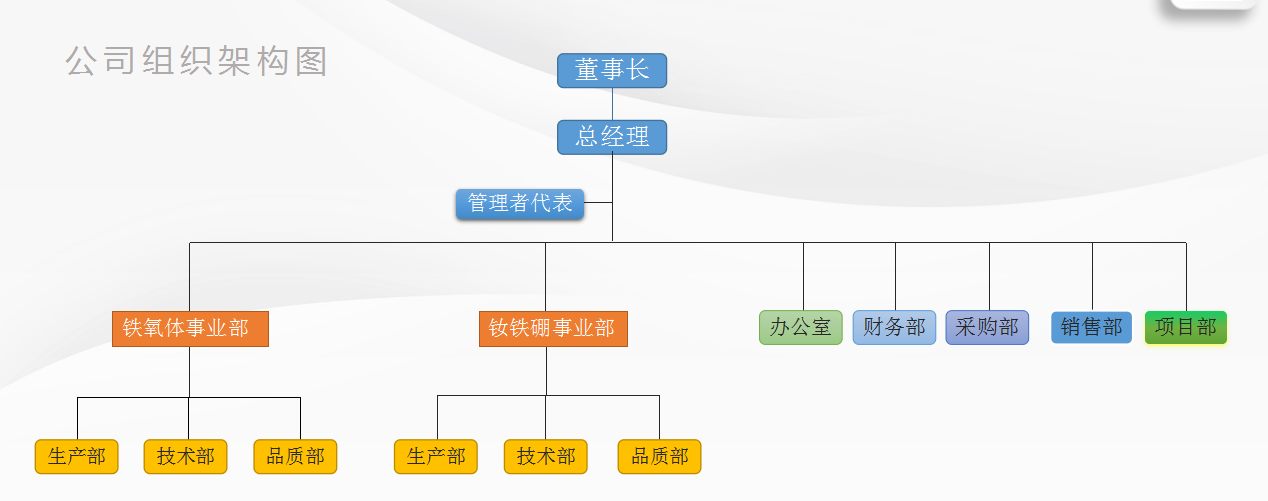 公司组织架构图
董事长
总经理
管理者代表
铁氧体事业部
钕铁硼事业部
办公室
财务部
采购部
销售部
项目部
生产部
技术部
品质部
生产部
技术部
品质部